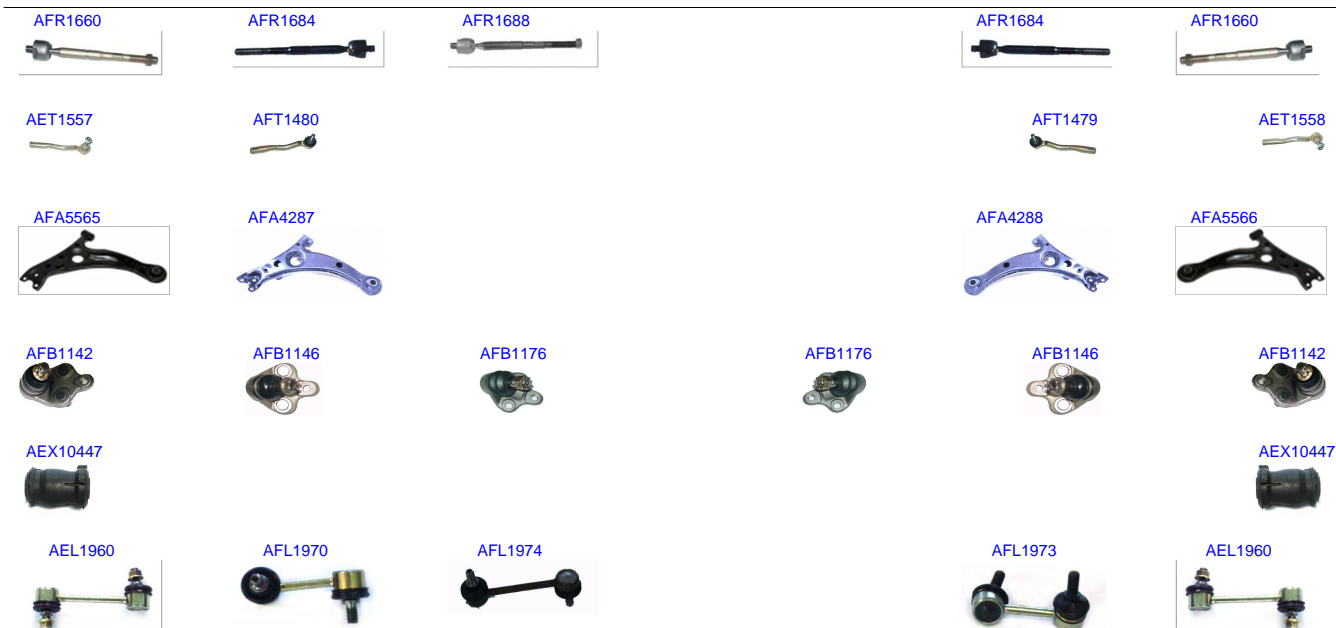 AFR1660 AFR1684 AFR1688 AFR1684 AFR1660
AET1557 AFT1480 AFT1479 AET1558
AFA5565 AFA4287 AFA4288 AFA5566
AFB1142 AFB1146 AFB1176 AFB1176 AFB1146 AFB1142
AEX10447 AEX10447
AEL1960 AFL1970 AFL1974 AFL1973 AEL1960